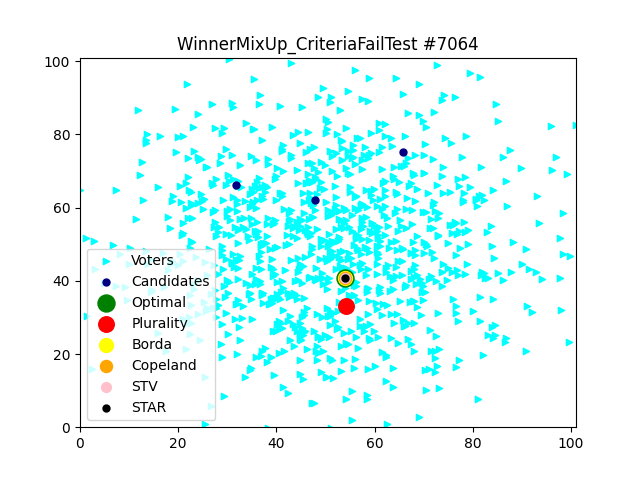 WinnerMixUp_CriteriaFailTest #7064
100
80
60
40
20
0
0 20 40 60 80 100
Voters
Candidates
Optimal
Plurality
Borda
Copeland
STV
STAR